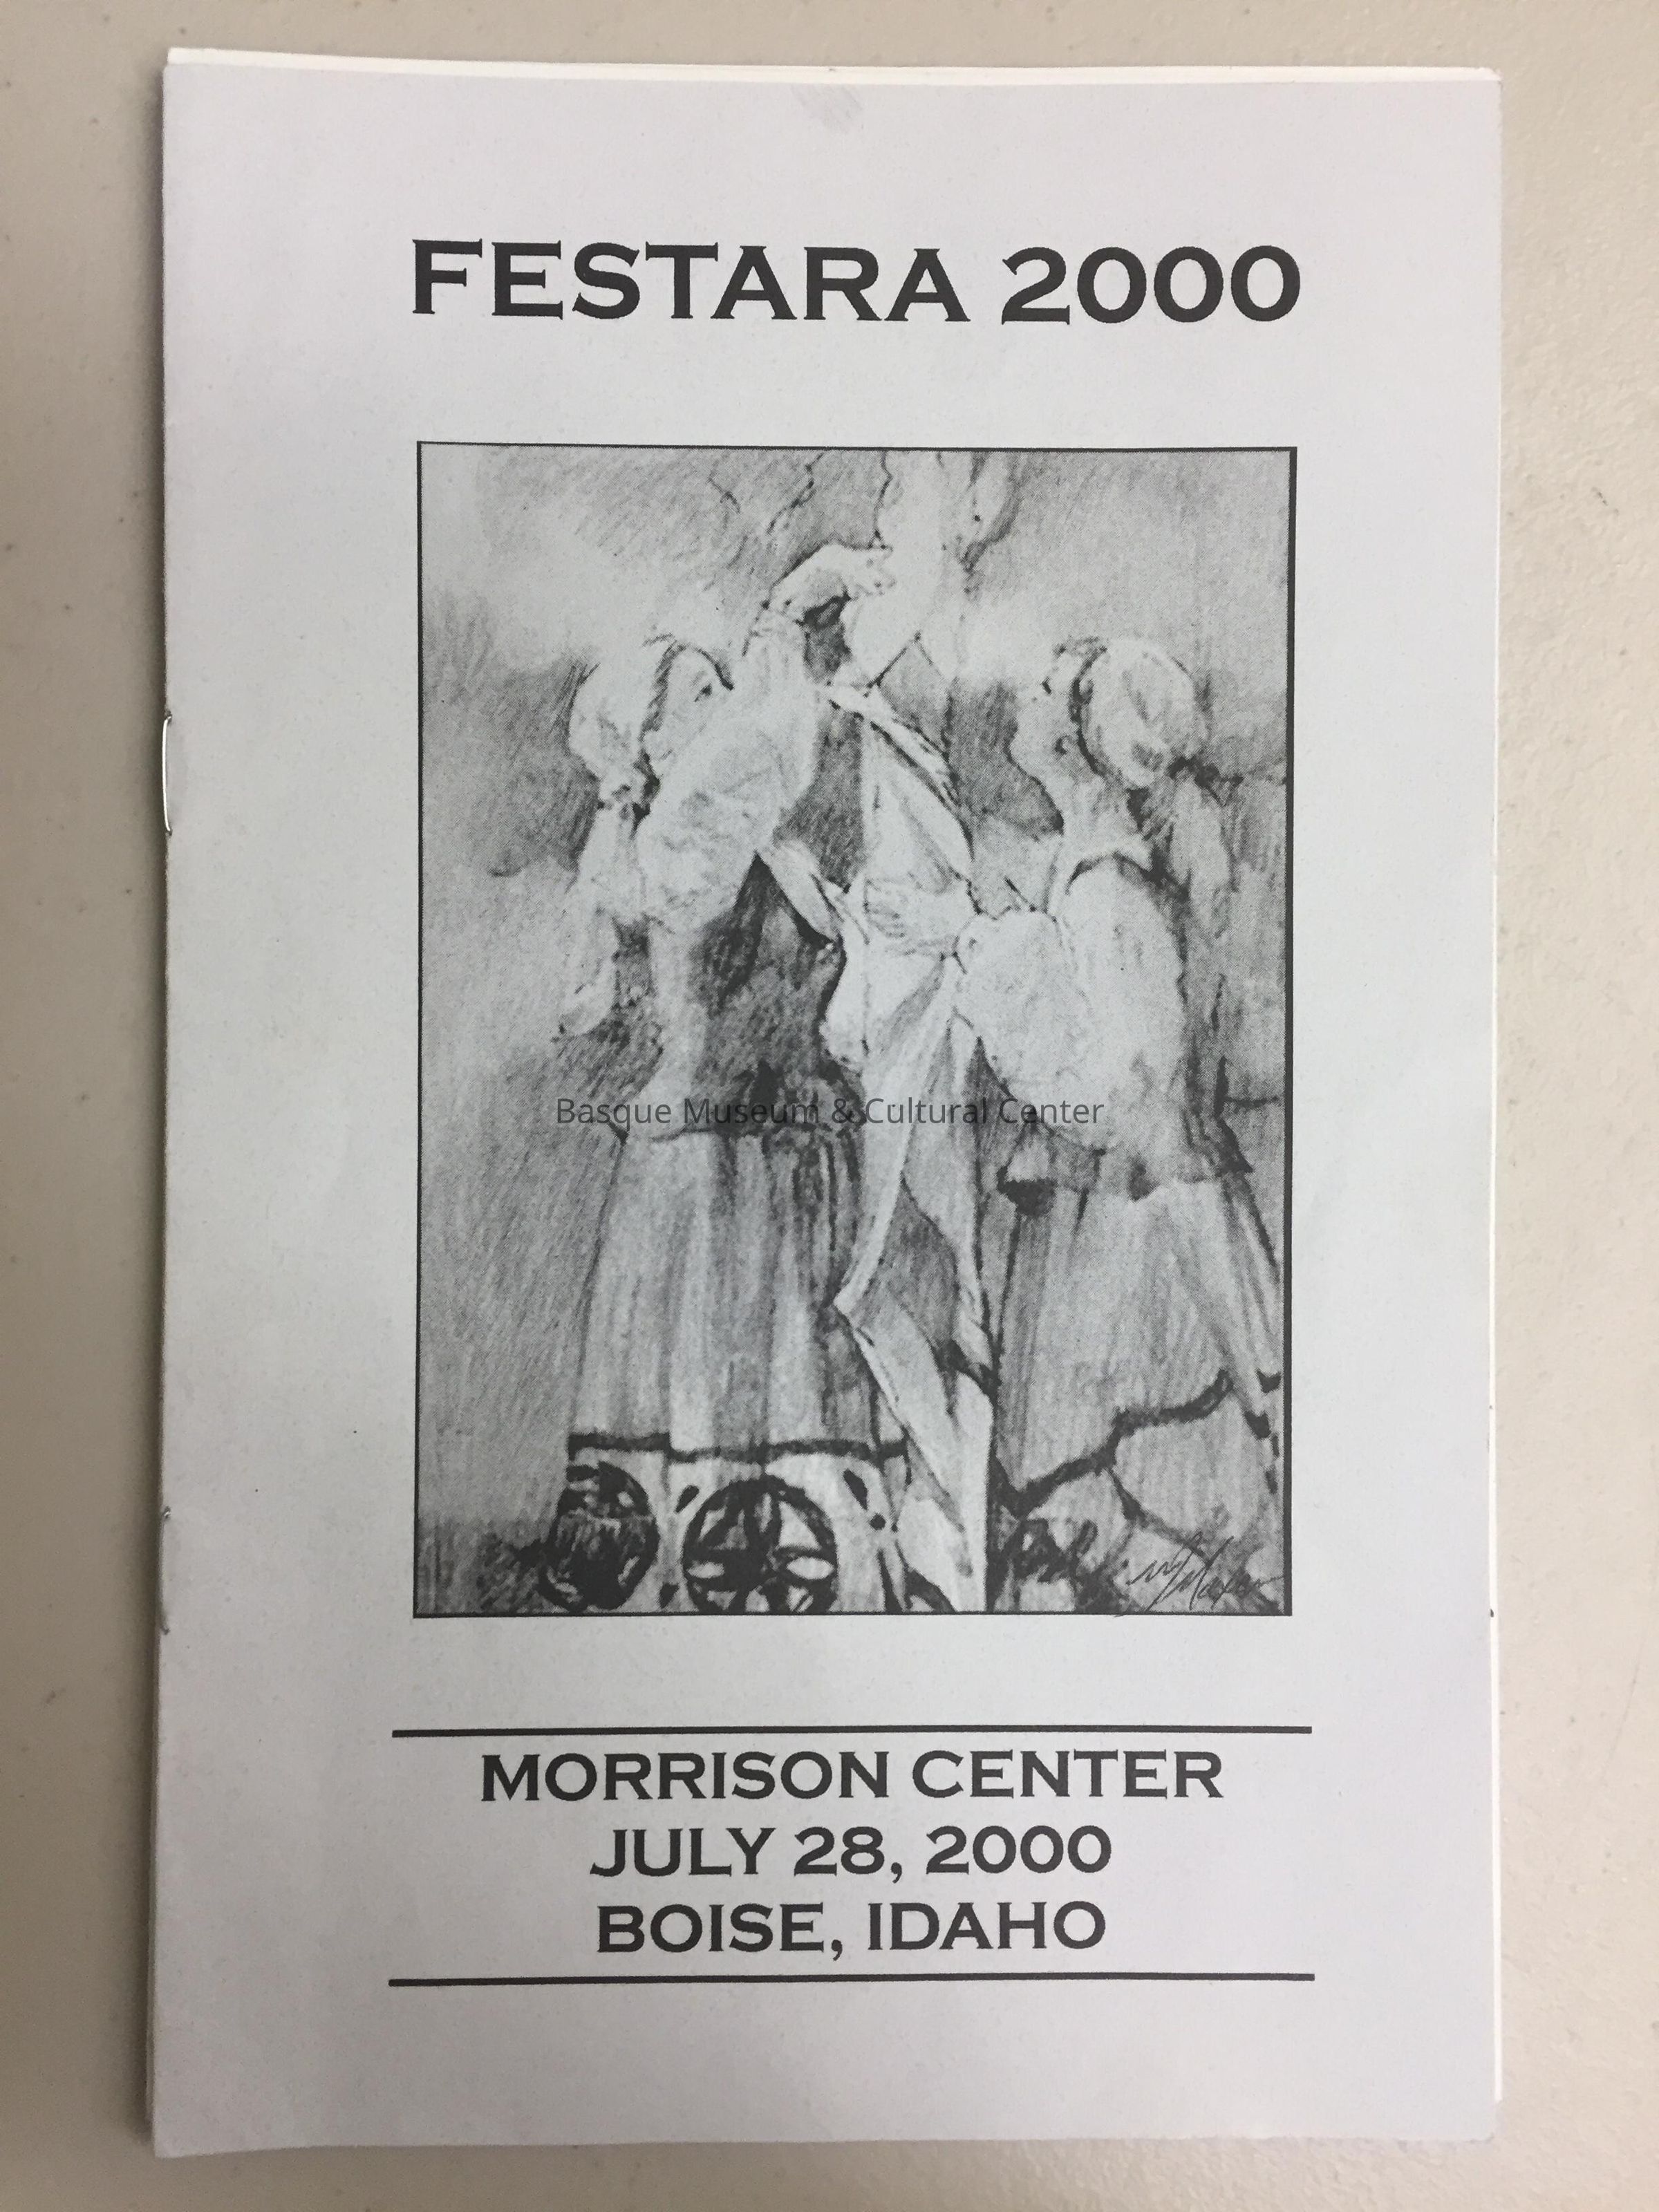 FESTARA 2000
Basque Museum & Cultural Center
MORRISON CENTER
JULY 28, 2000
BOISE, IDAHO